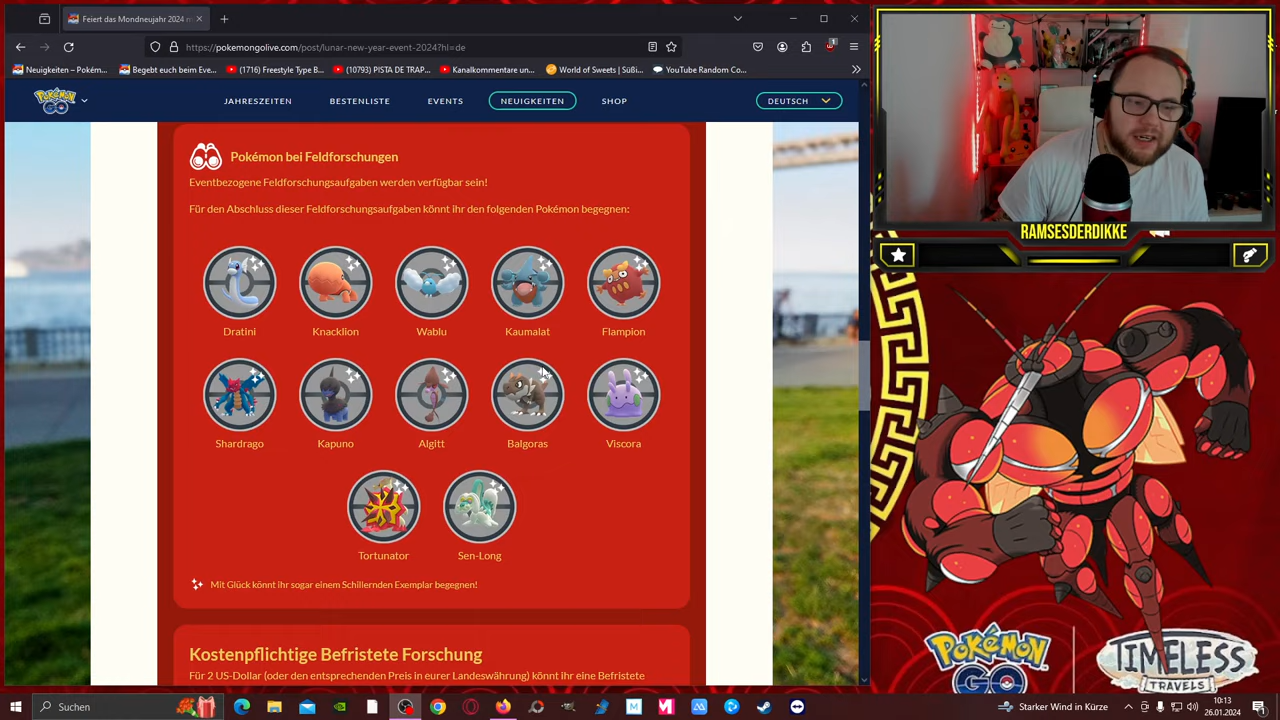 Feiert das Mondneujahr 2024 m
https://pokemongolive.com/post/lunar-new-year-event-2024?hl=de
Neuigkeiten – Pokém... Begebt euch beim Eve... (1716) Freestyle Type B... (10793) PISTA DE TRAP... Kanalkommentare un... World of Sweets | Süßi... YouTube Random Co...
POKÉMON GO JAHRESZEITEN BESTENLISTE EVENTS NEUIGKEITEN SHOP DEUTSCH
Pokémon bei Feldforschungen
Eventbezogene Feldforschungsaufgaben werden verfügbar sein!
Für den Abschluss dieser Feldforschungsaufgaben könnt ihr den folgenden Pokémon begegnen:
Dratini Knacklion Wablu Kaumalat Flampion
Shardrago Kapuno Algitt Balgoras Viscora
Tortunator Sen-Long
Mit Glück könnt ihr sogar einem Schillernden Exemplar begegnen!
Kostenpflichtige Befristete Forschung
Für 2 US-Dollar (oder den entsprechenden Preis in eurer Landeswährung) könnt ihr eine Befristete
RAMSESDERDIKKE
POKÉMON GO
TIMELESS TRAVELS
Suchen
Starker Wind in Kürze
10:13
26.01.2024